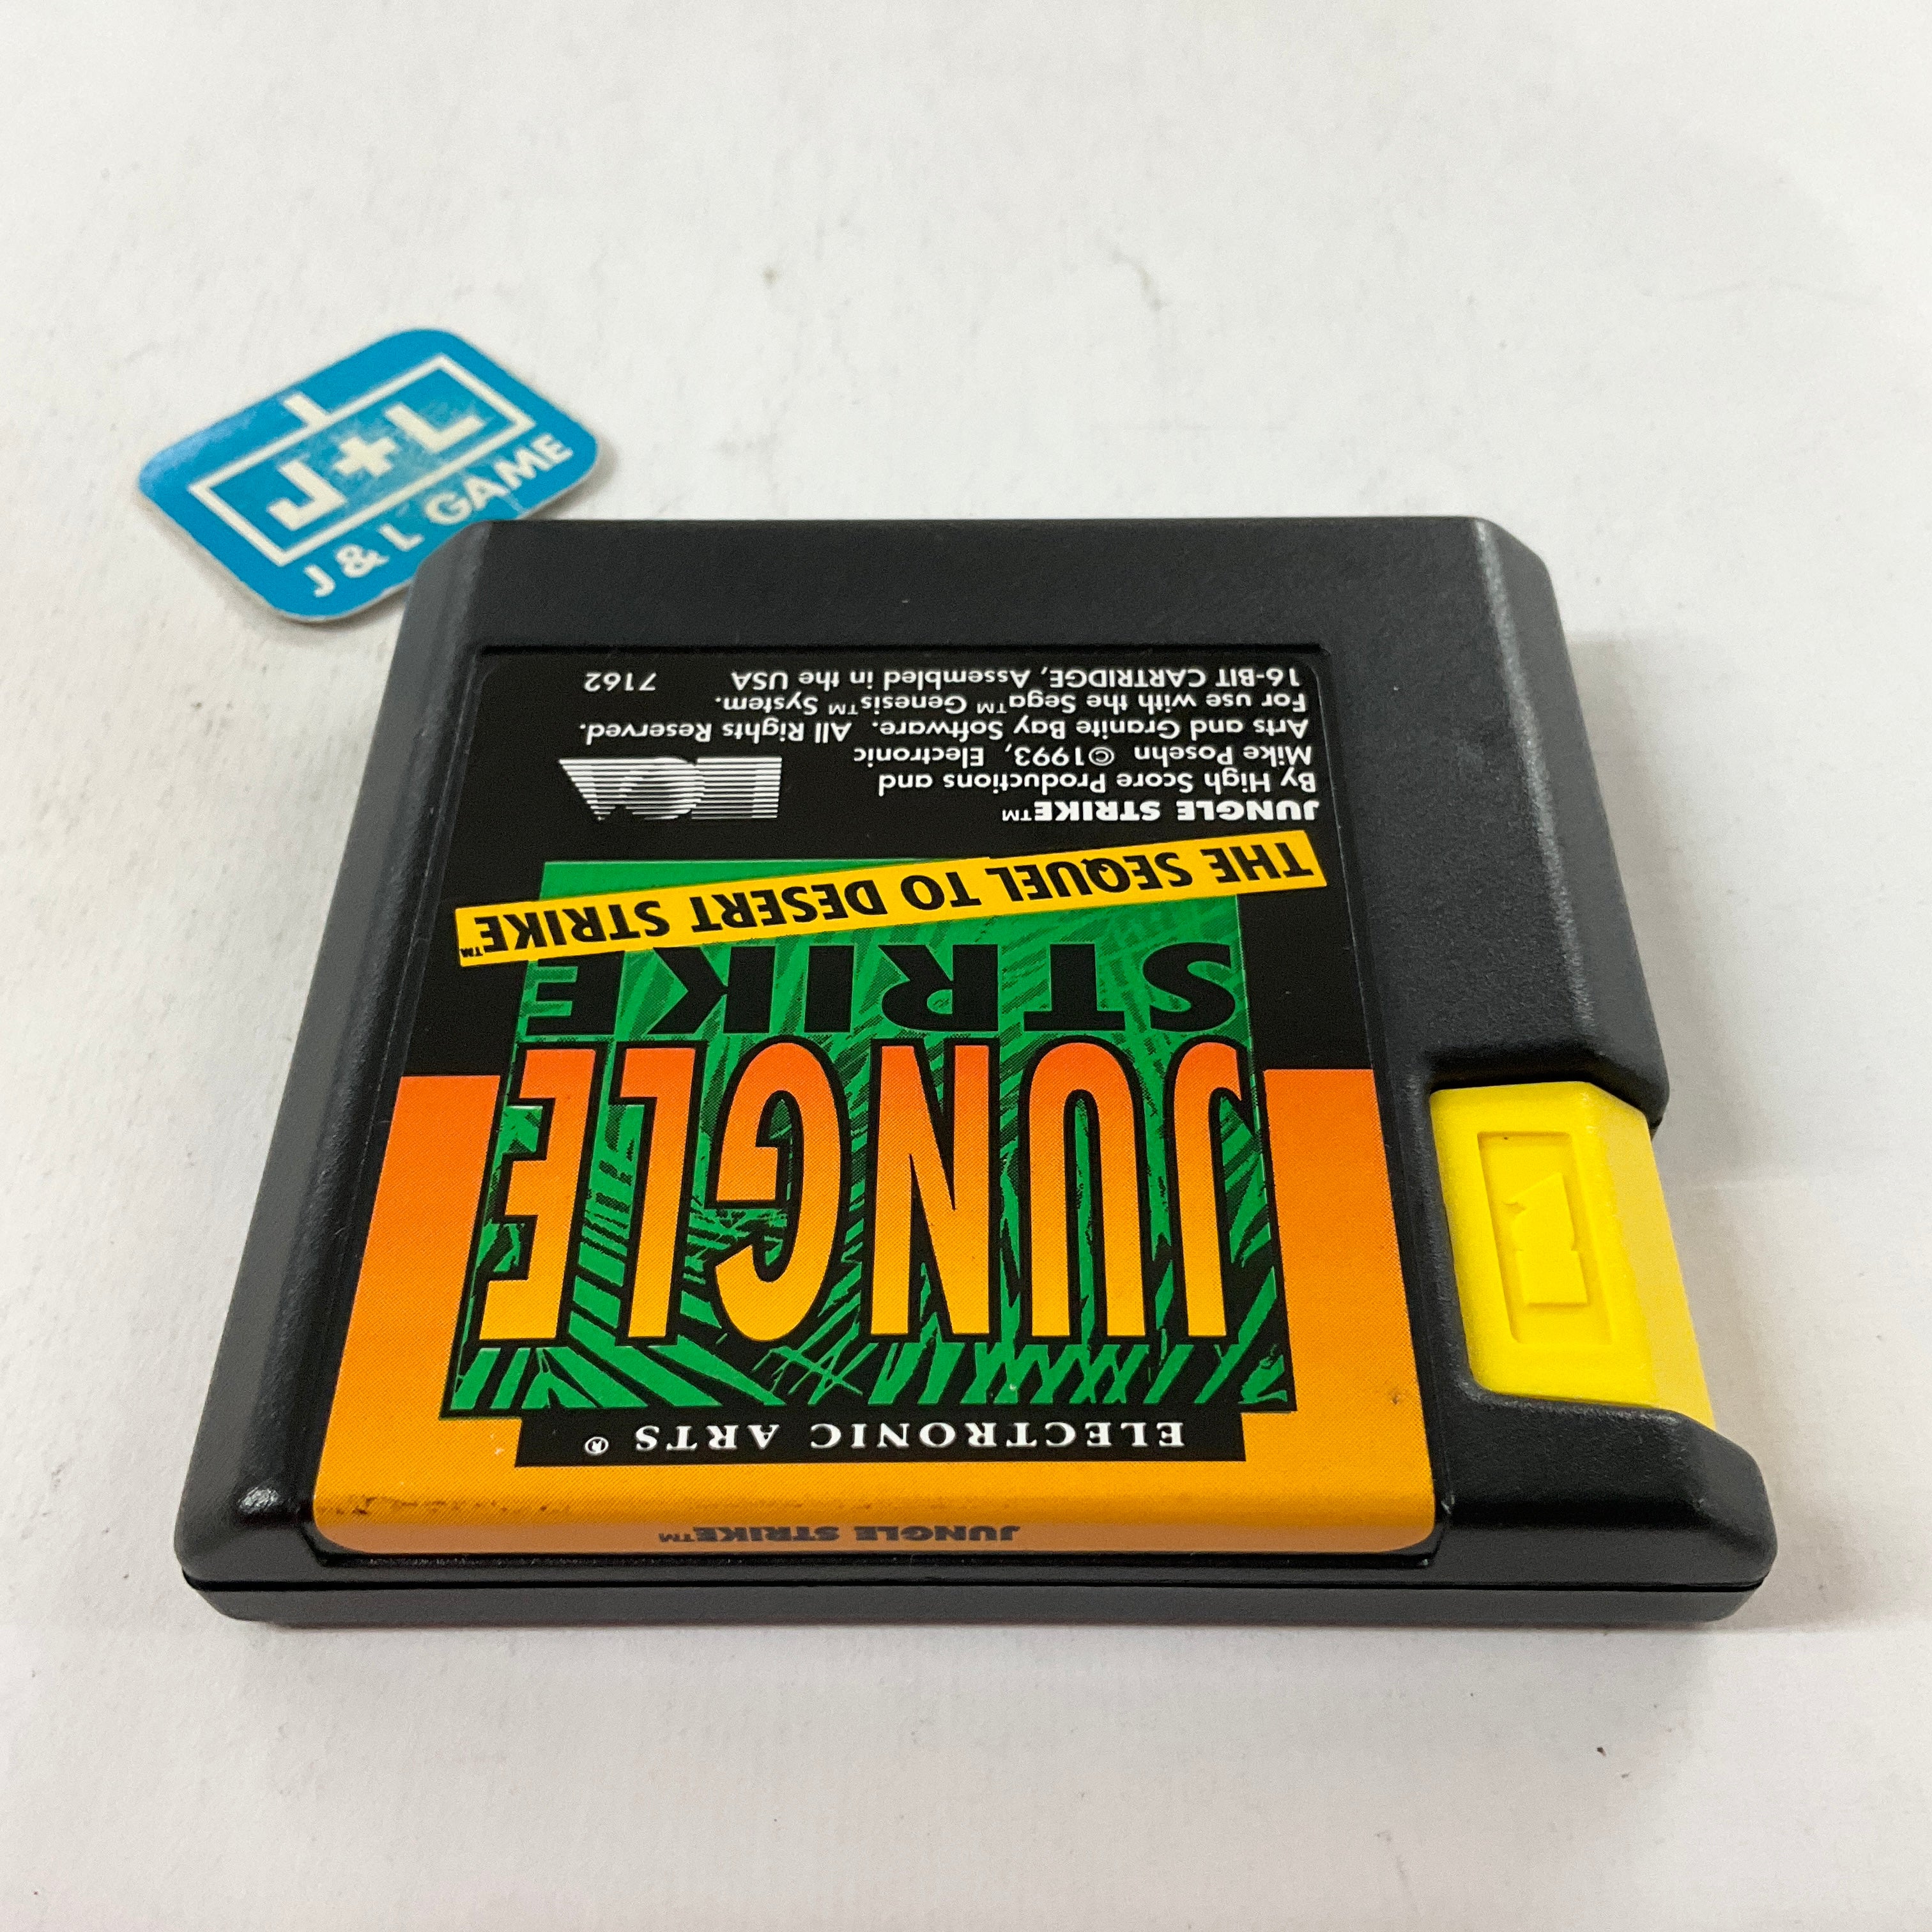 J+L
J & L GAME
JUNGLE STRIKE™
ELECTRONIC ARTS ®
JUNGLE
STRIKE
THE SEQUEL TO DESERT STRIKE™
JUNGLE STRIKE™
By High Score Productions and
Mike Posehn ©1993, Electronic
Arts and Granite Bay Software. All Rights Reserved.
For use with the Sega™ Genesis™ System.
16-BIT CARTRIDGE, Assembled in the USA 7162
EA